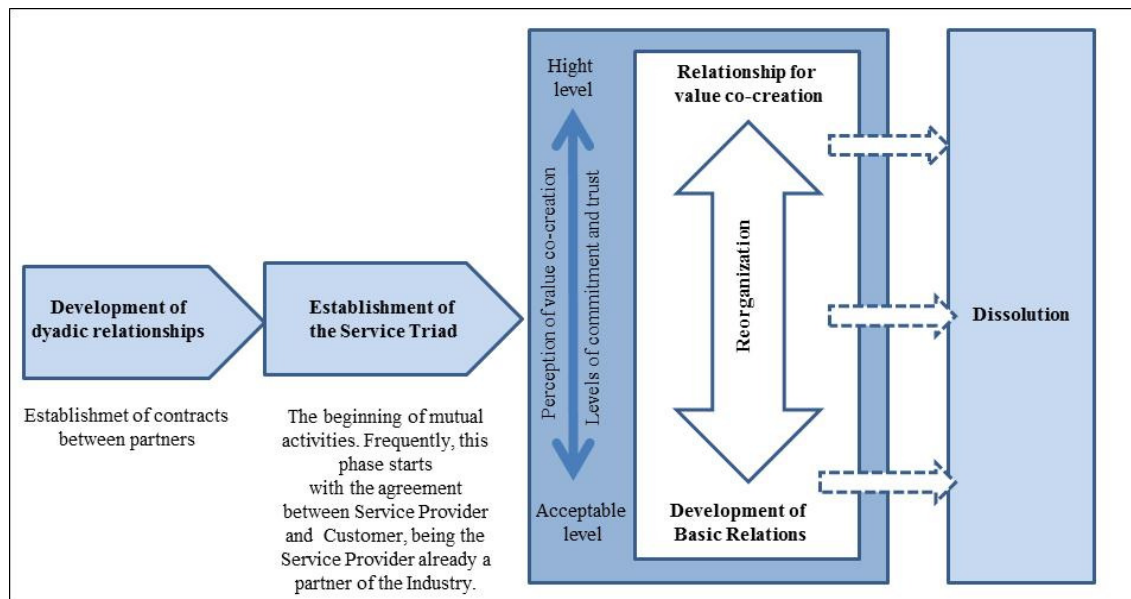 Development of
dyadic relationships
Establishmet of contracts
between partners
Establishment of
the Service Triad
The beginning of mutual
activities. Frequently, this
phase starts
with the agreement
between Service Provider
and Customer, being the
Service Provider already a
partner of the Industry.
Hight
level
Perception of value co-creation
Levels of commitment and trust
Acceptable
level
Relationship for
value co-creation
Reorganization
Development of
Basic Relations
Dissolution